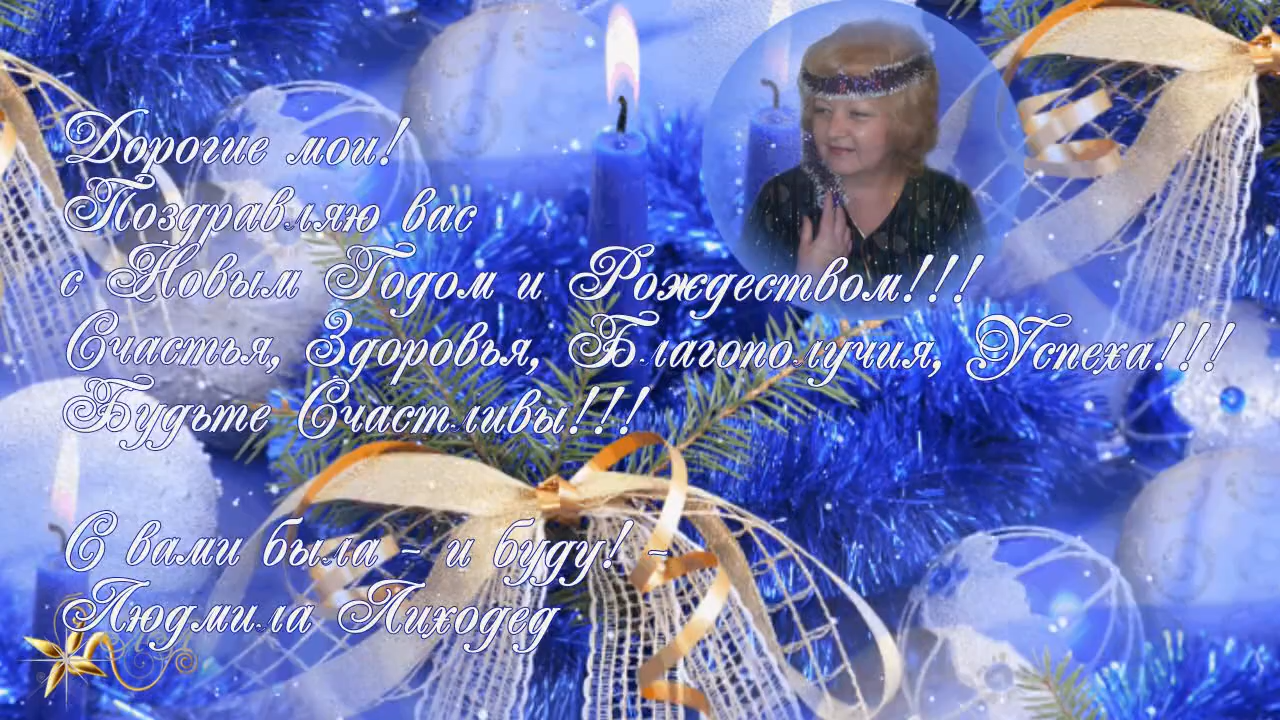 Дорогие мои!
Поздравляю вас
с Новым Годом и Рождеством!!!
Счастья, Здоровья, Благополучия, Успеха!!!
Будьте Счастливы!!!
С вами была - и буду! -
Людмила Лиходед